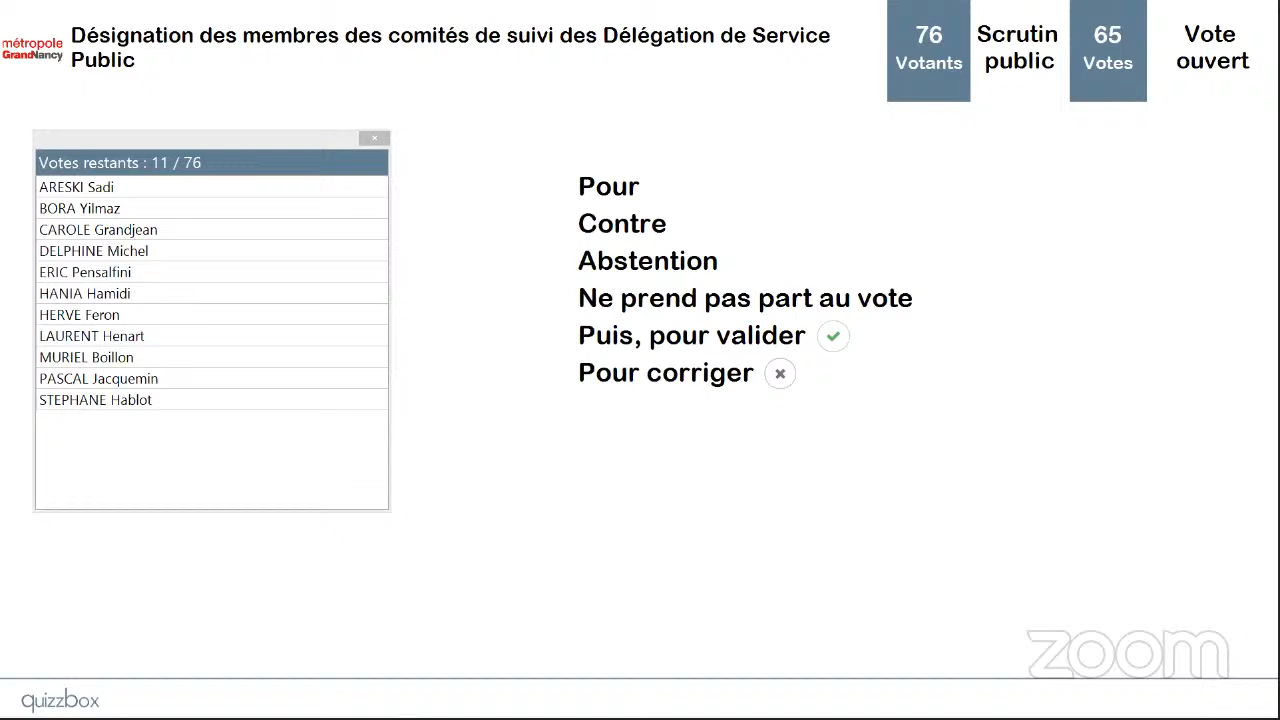 métropole
GrandNancy
Désignation des membres des comités de suivi des Délégation de Service
Public
76
Votants
Scrutin
public
65
Votes
Vote
ouvert
Votes restants : 11 / 76
ARESKI Sadi
BORA Yilmaz
CAROLE Grandjean
DELPHINE Michel
ERIC Pensalfini
HANIA Hamidi
HERVE Feron
LAURENT Henart
MURIEL Boillon
PASCAL Jacquemin
STEPHANE Hablot
Pour
Contre
Abstention
Ne prend pas part au vote
Puis, pour valider
Pour corriger
zoom
quizzbox